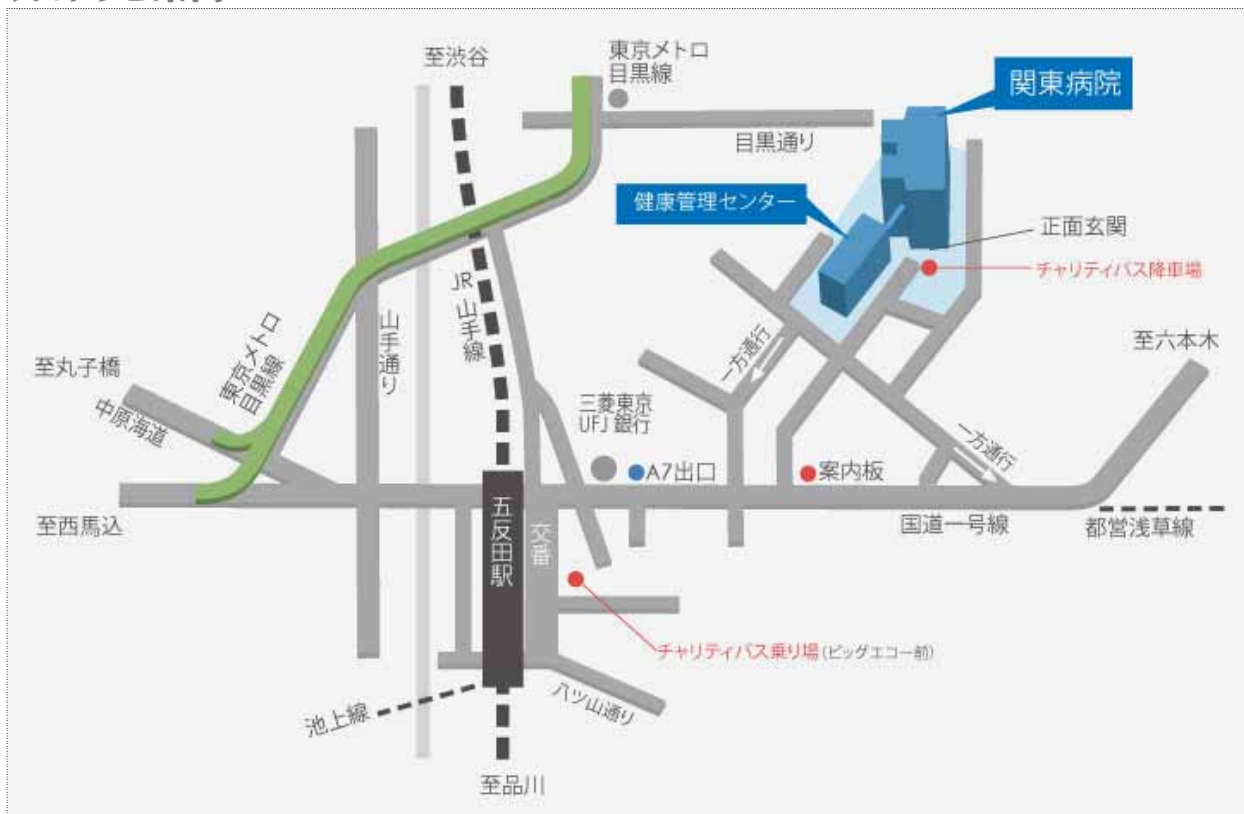 至渋谷
東京メトロ
目黒線
関東病院
目黒通り
健康管理センター
正面玄関
チャリティバス降車場
JR 山手線
山手通り
東京メトロ
目黒線
至丸子橋
中原海道
一方通行
至六本木
三菱東京
UFJ 銀行
A7出口
案内板
一方通行
至西馬込
五反田駅
交番
国道一号線
都営浅草線
チャリティバス乗り場(ビッグエコー前)
八ツ山通り
池上線
至品川